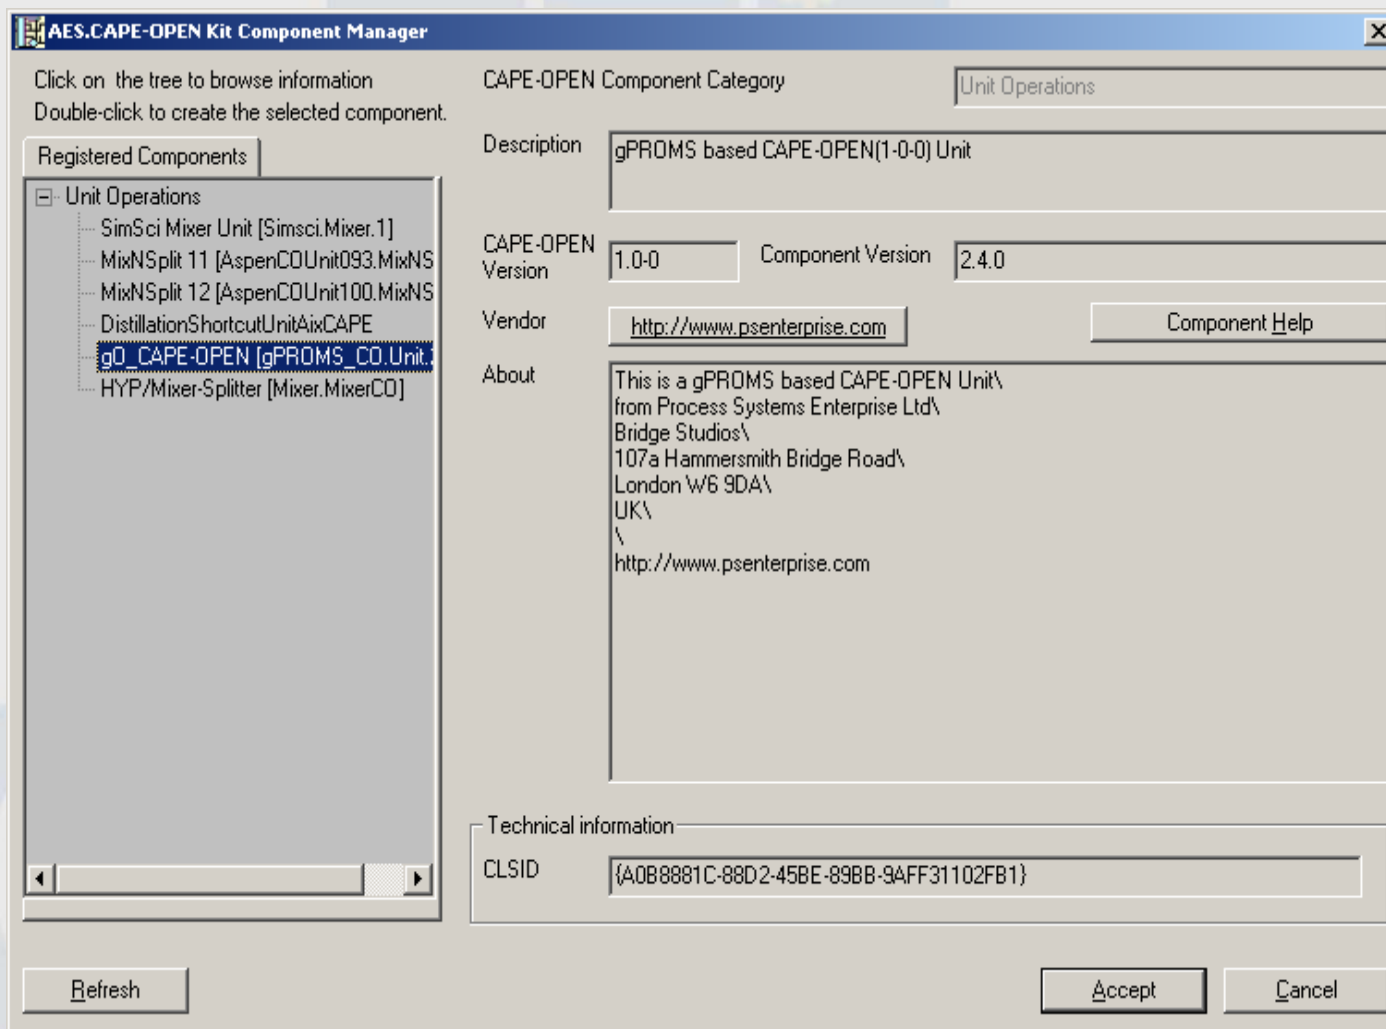 AES.CAPE-OPEN Kit Component Manager
Click on the tree to browse information
Double-click to create the selected component.
Registered Components
Unit Operations
SimSci Mixer Unit [Simsci.Mixer.1]
MixNSplit 11 [AspenCOUnit093.MixNS
MixNSplit 12 [AspenCOUnit100.MixNS
DistillationShortcutUnitAixCAPE
gO_CAPE-OPEN [gPROMS_CO.Unit.
HYP/Mixer-Splitter [Mixer.MixerCO]
Refresh
CAPE-OPEN Component Category
Unit Operations
Description
gPROMS based CAPE-OPEN(1-0-0) Unit
CAPE-OPEN
Version
1.0-0
Component Version
2.4.0
Vendor
http://www.psenterprise.com
Component Help
About
This is a gPROMS based CAPE-OPEN Unit\
from Process Systems Enterprise Ltd\
Bridge Studios\
107a Hammersmith Bridge Road\
London W6 9DA\
UK\
\
http://www.psenterprise.com
Technical information
CLSID
{A0B8881C-88D2-45BE-89BB-9AFF31102FB1}
Accept
Cancel